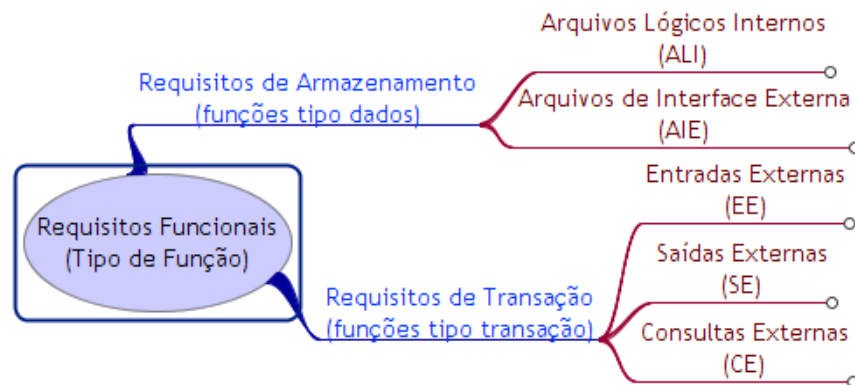 Arquivos Lógicos Internos
(ALI)
Requisitos de Armazenamento
(funções tipo dados)
Arquivos de Interface Externa
(AIE)
Requisitos Funcionais
(Tipo de Função)
Entradas Externas
(EE)
Requisitos de Transação
(funções tipo transação)
Saídas Externas
(SE)
Consultas Externas
(CE)